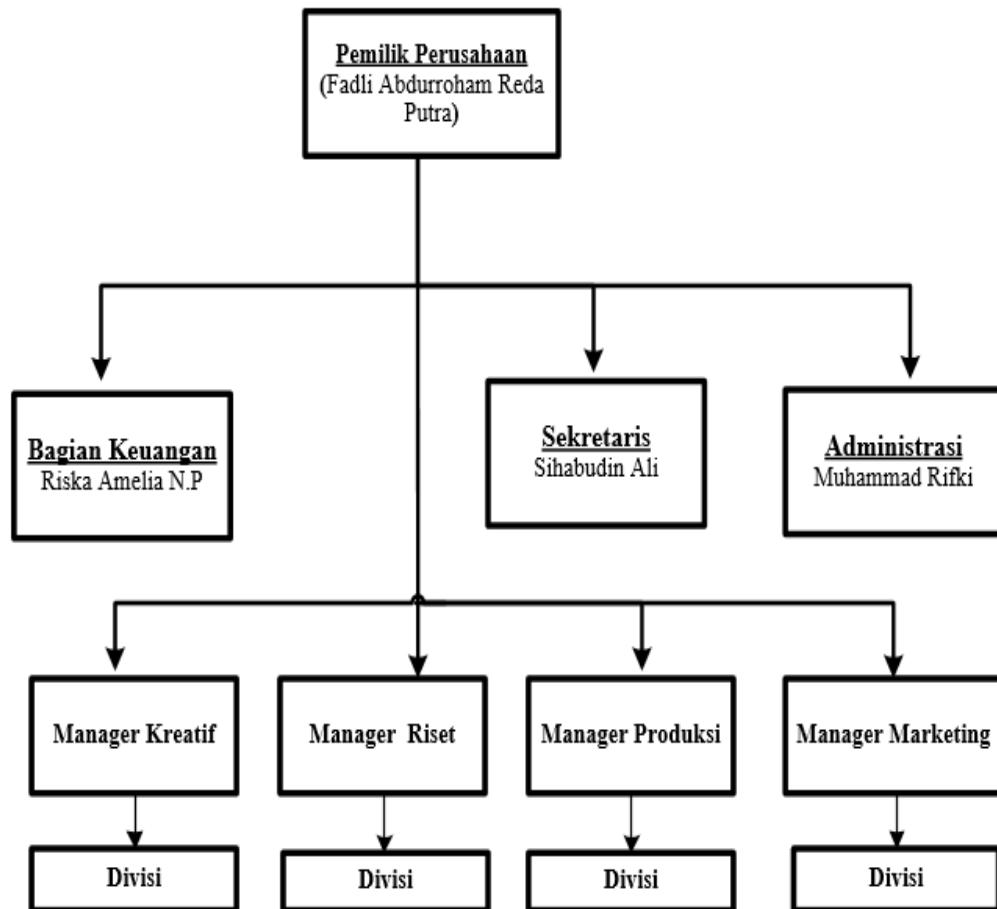 Pemilik Perusahaan
(Fadli Abdurroham Reda
Putra)
Bagian Keuangan
Riska Amelia N.P
Sekretaris
Sihabudin Ali
Administrasi
Muhammad Rifki
Manager Kreatif
Manager Riset
Manager Produksi
Manager Marketing
Divisi
Divisi
Divisi
Divisi